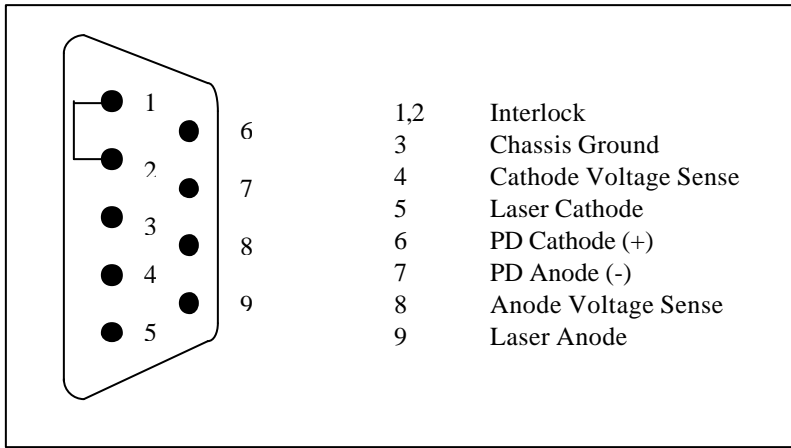 1
2
3
4
5
6
7
8
9
1,2 Interlock
3 Chassis Ground
4 Cathode Voltage Sense
5 Laser Cathode
6 PD Cathode (+)
7 PD Anode (-)
8 Anode Voltage Sense
9 Laser Anode